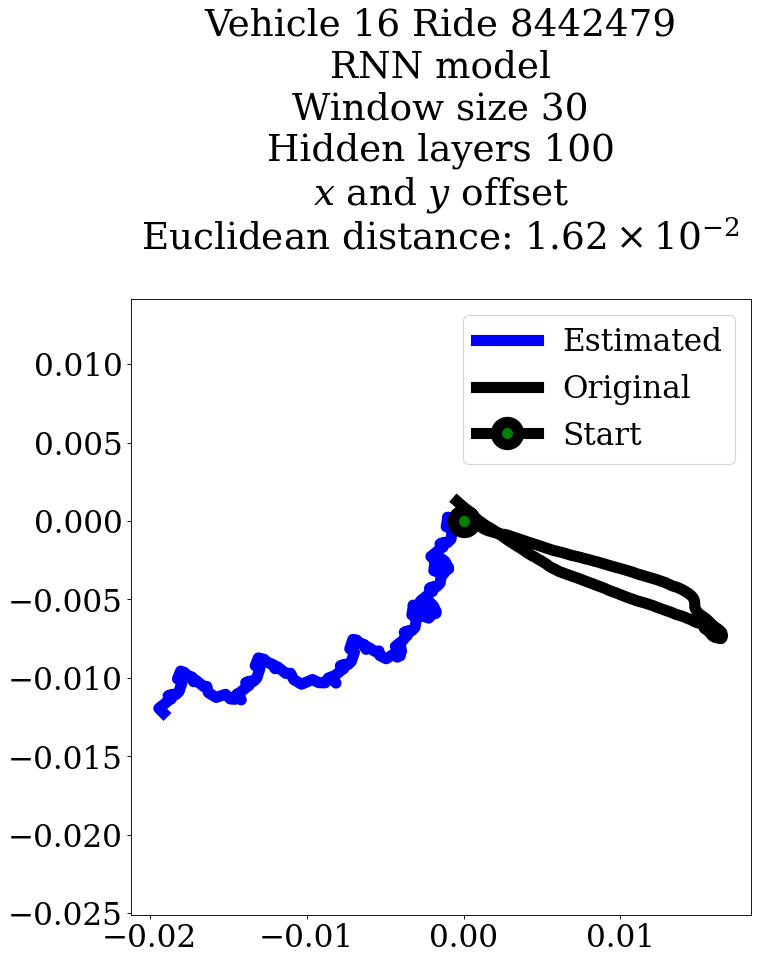 Vehicle 16 Ride 8442479
RNN model
Window size 30
Hidden layers 100
x and y offset
Euclidean distance: 1.62 × 10⁻²
Estimated
Original
Start
0.010
0.005
0.000
−0.005
−0.010
−0.015
−0.020
−0.025
−0.02
−0.01
0.00
0.01